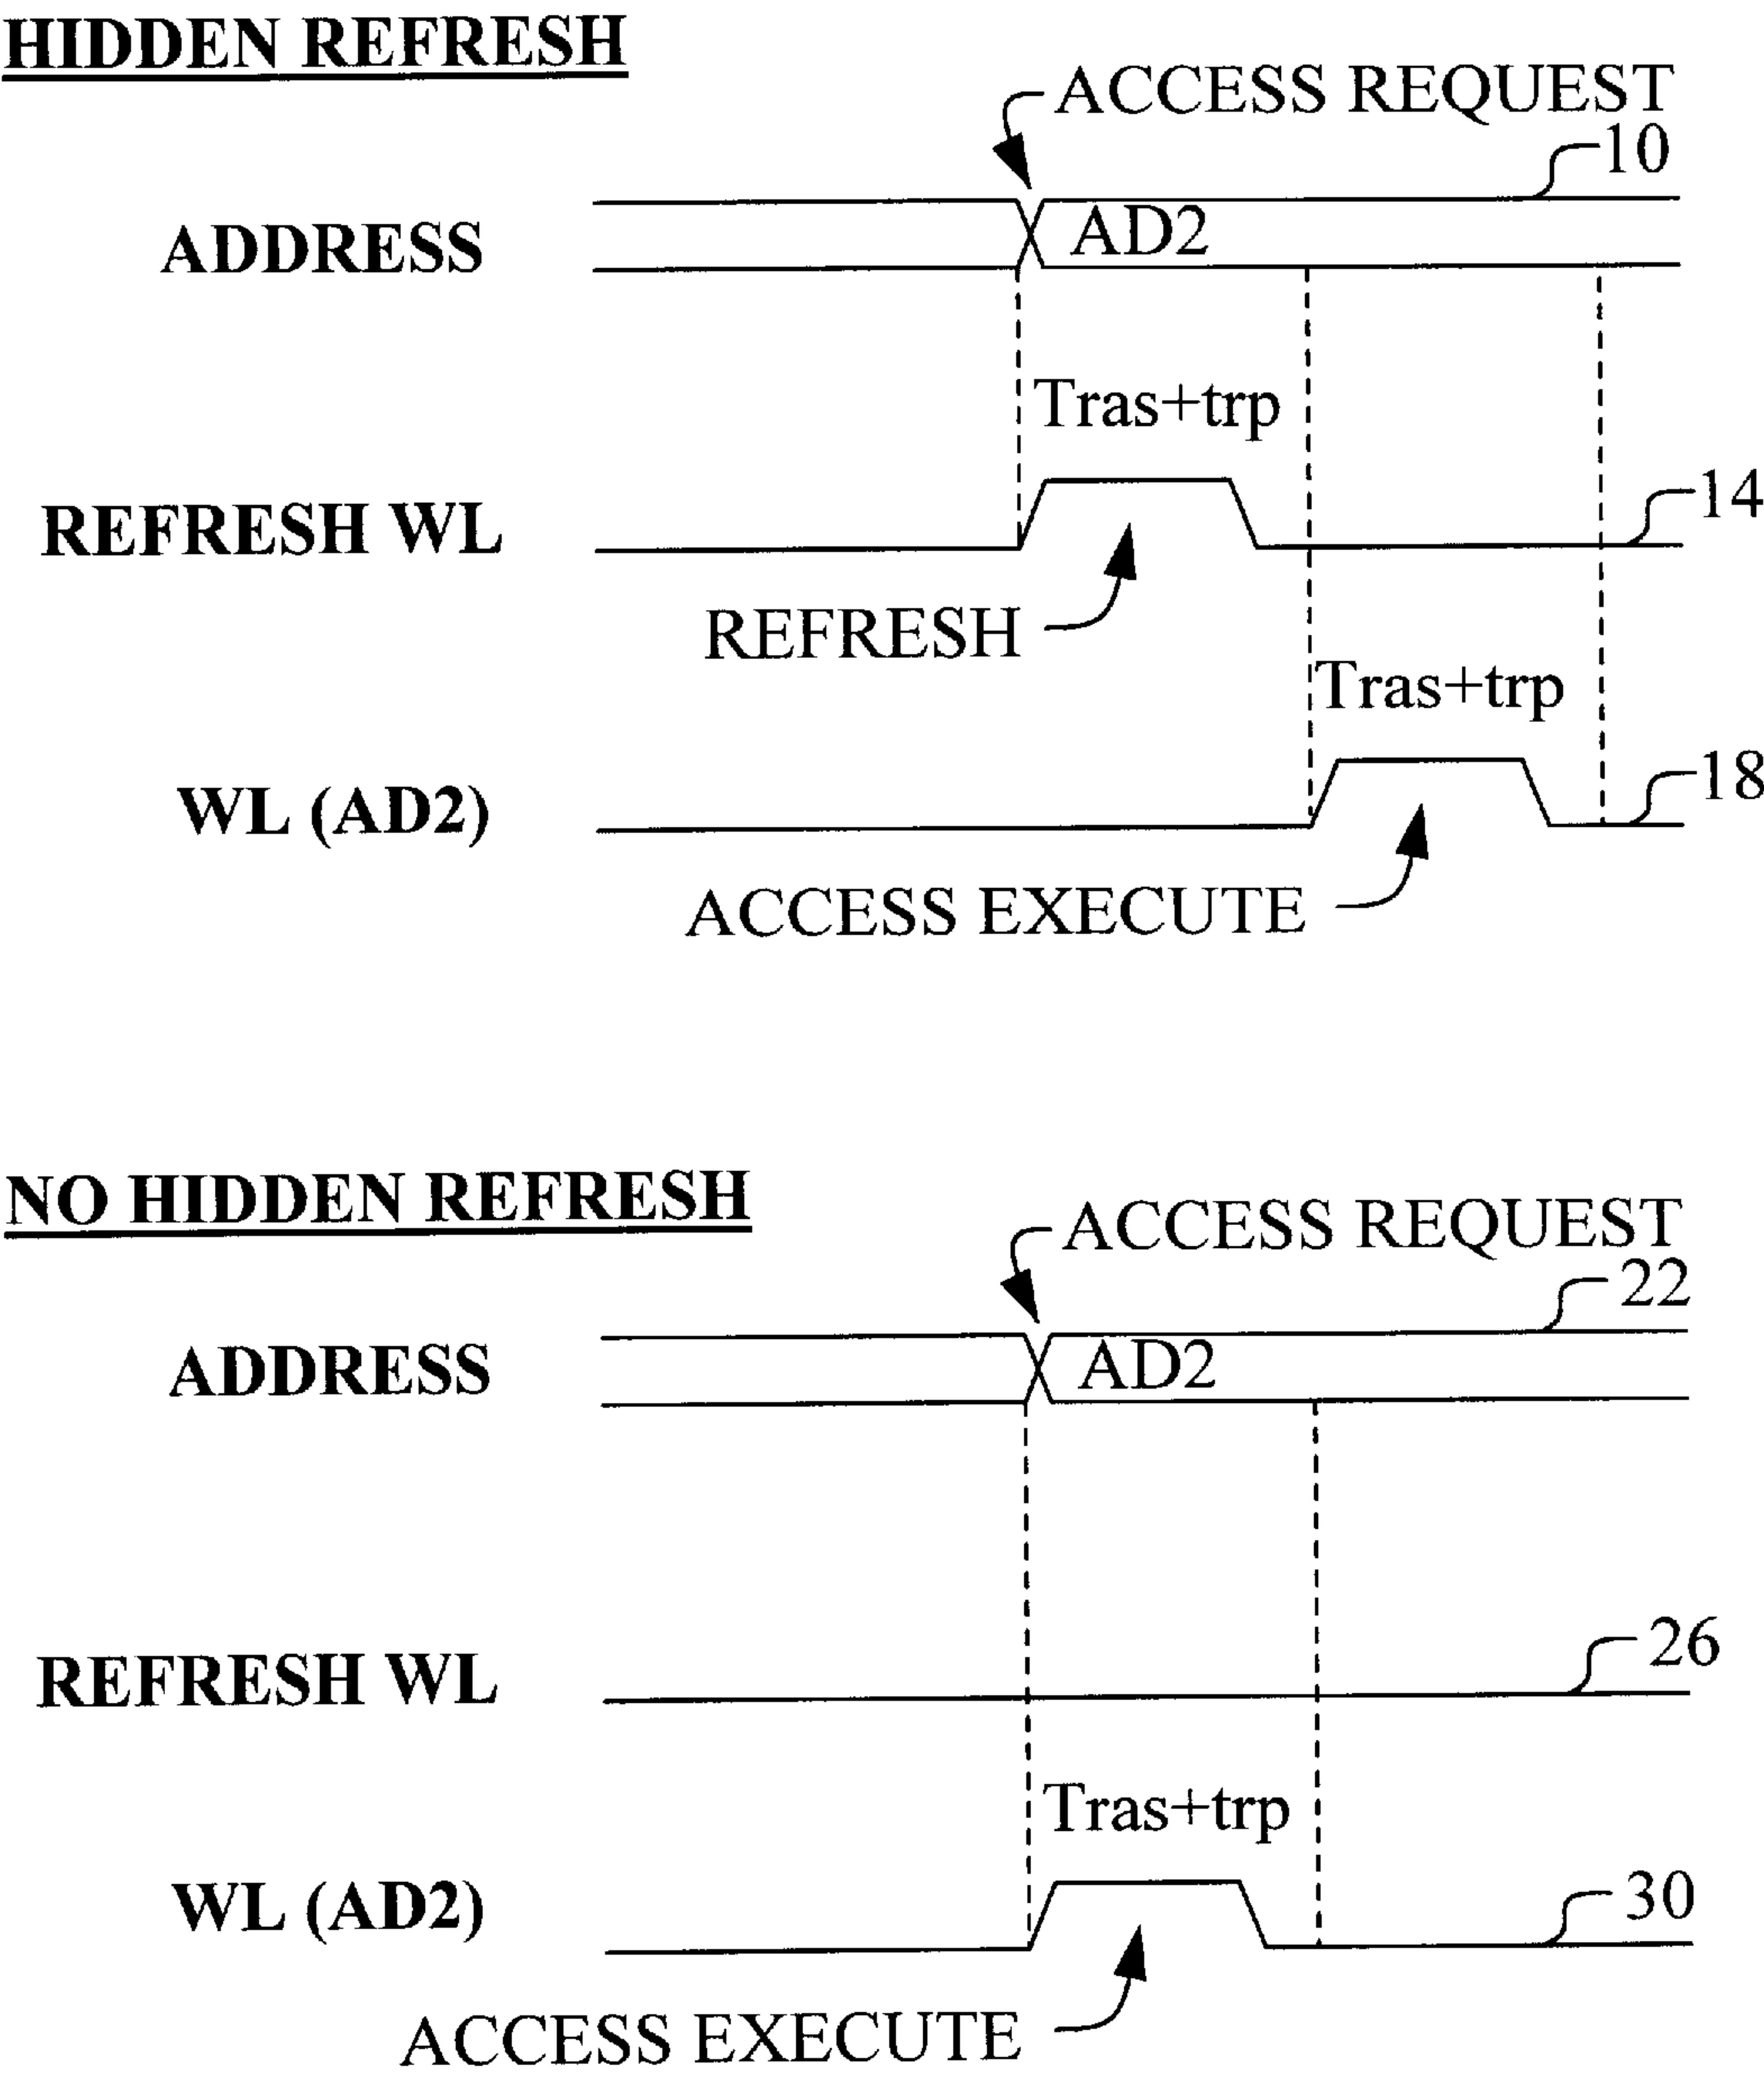 HIDDEN REFRESH
ACCESS REQUEST
10
ADDRESS
AD2
Tras+trp
REFRESH WL
14
REFRESH
Tras+trp
WL (AD2)
18
ACCESS EXECUTE
NO HIDDEN REFRESH
ACCESS REQUEST
22
ADDRESS
AD2
REFRESH WL
26
Tras+trp
WL (AD2)
30
ACCESS EXECUTE